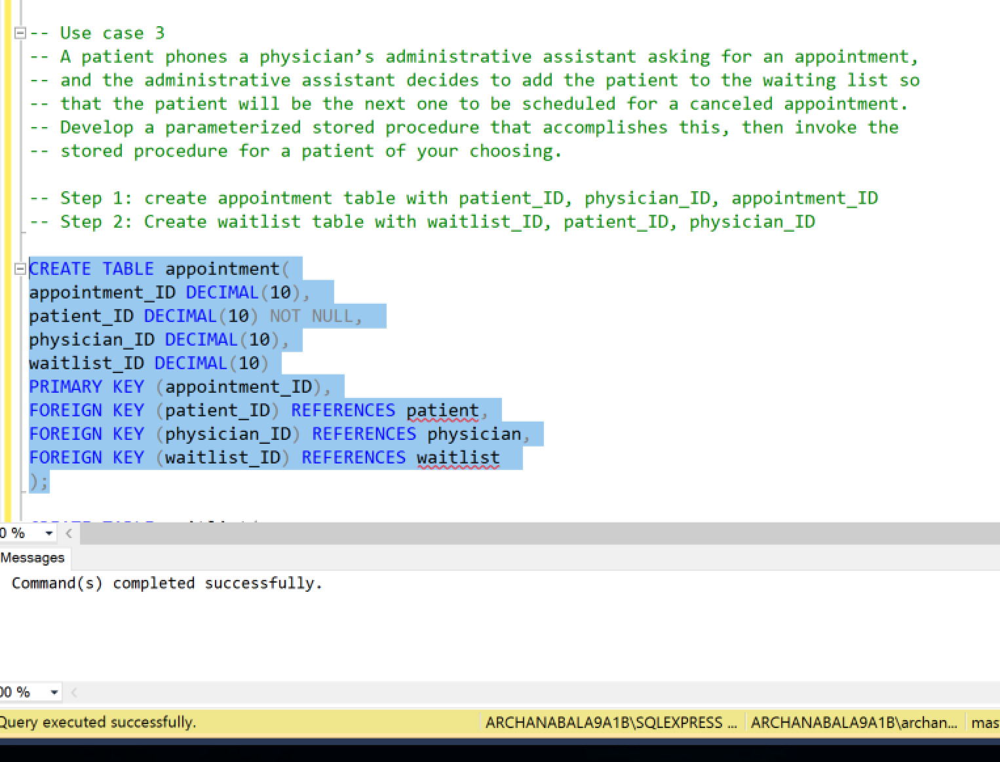 -- Use case 3
-- A patient phones a physician’s administrative assistant asking for an appointment,
-- and the administrative assistant decides to add the patient to the waiting list so
-- that the patient will be the next one to be scheduled for a canceled appointment.
-- Develop a parameterized stored procedure that accomplishes this, then invoke the
-- stored procedure for a patient of your choosing.
-- Step 1: create appointment table with patient_ID, physician_ID, appointment_ID
-- Step 2: Create waitlist table with waitlist_ID, patient_ID, physician_ID
CREATE TABLE appointment(
appointment_ID DECIMAL(10),
patient_ID DECIMAL(10) NOT NULL,
physician_ID DECIMAL(10),
waitlist_ID DECIMAL(10)
PRIMARY KEY (appointment_ID),
FOREIGN KEY (patient_ID) REFERENCES patient,
FOREIGN KEY (physician_ID) REFERENCES physician,
FOREIGN KEY (waitlist_ID) REFERENCES waitlist
);
0 %
Messages
Command(s) completed successfully.
00 %
Query executed successfully. ARCHANABALA9A1B\SQLEXPRESS ... ARCHANABALA9A1B\archan... mas